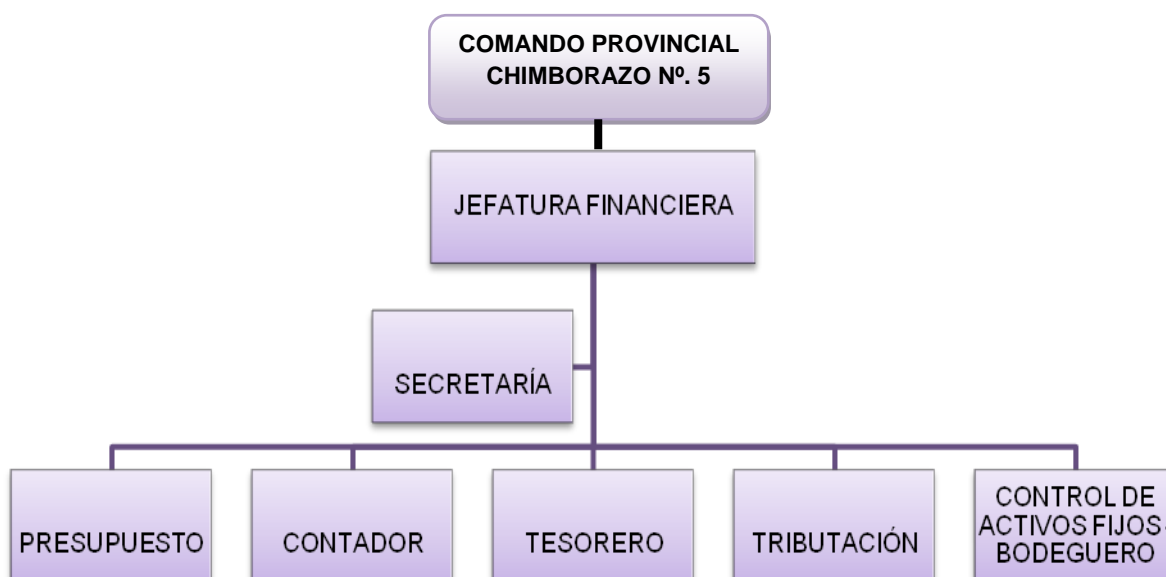 COMANDO PROVINCIAL
CHIMBORAZO Nº. 5
JEFATURA FINANCIERA
SECRETARÍA
PRESUPUESTO
CONTADOR
TESORERO
TRIBUTACIÓN
CONTROL DE
ACTIVOS FIJOS -
BODEGUERO